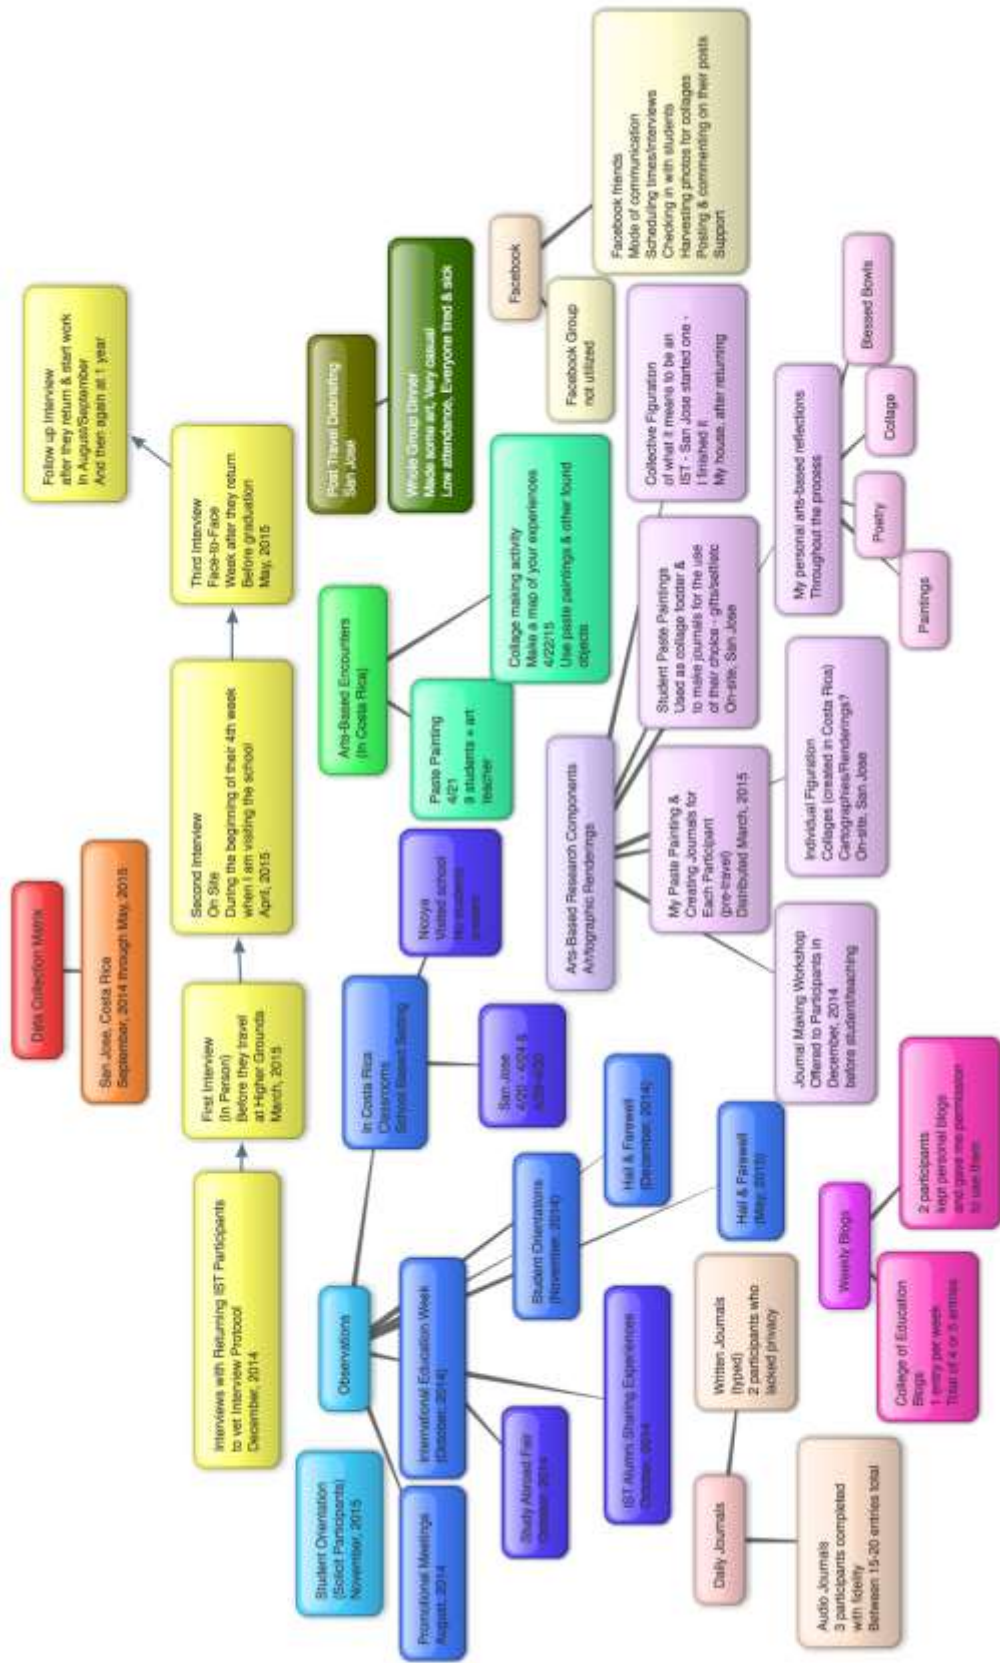 Data Collection Matrix
San Jose, Costa Rica
September, 2014 through May, 2015
Interviews with Returning IST Participants
to vet Interview Protocol
December, 2014
First Interview
(In Person)
Before they travel
at Higher Grounds
March, 2015
Second Interview
On Site
During the beginning of their 4th week
when I am visiting the school
April, 2015
Third Interview
Face-to-Face
Week after they return
Before graduation
May, 2015
Follow up Interview
after they return & start work
In August/September
And then again at 1 year
Student Orientation
(Solicit Participants)
November, 2015
Observations
Promotional Meetings
August, 2014
International Education Week
(October, 2014)
Study Abroad Fair
October, 2014
IST Alumni Sharing Experiences
October, 2014
Student Orientations
(November, 2014)
Hail & Farewell
(December, 2014)
Hail & Farewell
(May, 2015)
In Costa Rica
Classrooms
School Based Setting
San Jose
4/20 - 4/24 &
Nicoya
Visited school
No students
present
Arts-Based Encounters
(In Costa Rica)
Paste Painting
4/21
9 students + art
teacher
Collage making activity
Make a map of your experiences
4/22/15
Use paste paintings & other found
objects
Post Travel Debriefing
San Jose
Whole Group Dinner
Made some art, Very casual
Low attendance, Everyone tired & sick
Facebook
Facebook Group
not utilized
Facebook friends
Mode of communication
Scheduling times/interviews
Checking in with students
Harvesting photos for collages
Posting & commenting on their posts
Support
Arts-Based Research Components
A/r/tographic Renderings
Journal Making Workshop
Offered to Participants in
December, 2014
before studentteaching
My Paste Painting &
Creating Journals for
Each Participant
(pre-travel)
Distributed March, 2015
Individual Figuration
Collages (created in Costa Rica)
Cartographies/Renderings?
On-site, San Jose
Student Paste Paintings
Used as collage fodder &
to make journals for the use
of their choice - gifts/self/etc
On-site, San Jose
Collective Figuration
of what it means to be an
IST - San Jose started one -
I finished it
My house, after returning
My personal arts-based reflections
Throughout the process
Paintings
Poetry
Collage
Blessed Bowls
Daily Journals
Written Journals
(typed)
2 participants who
lacked privacy
Audio Journals
3 participants completed
with fidelity
Between 15-20 entries total
Weekly Blogs
College of Education
Blogs
1 entry per week
Total of 4 or 5 entries
2 participants
kept personal blogs
and gave me permission
to use them